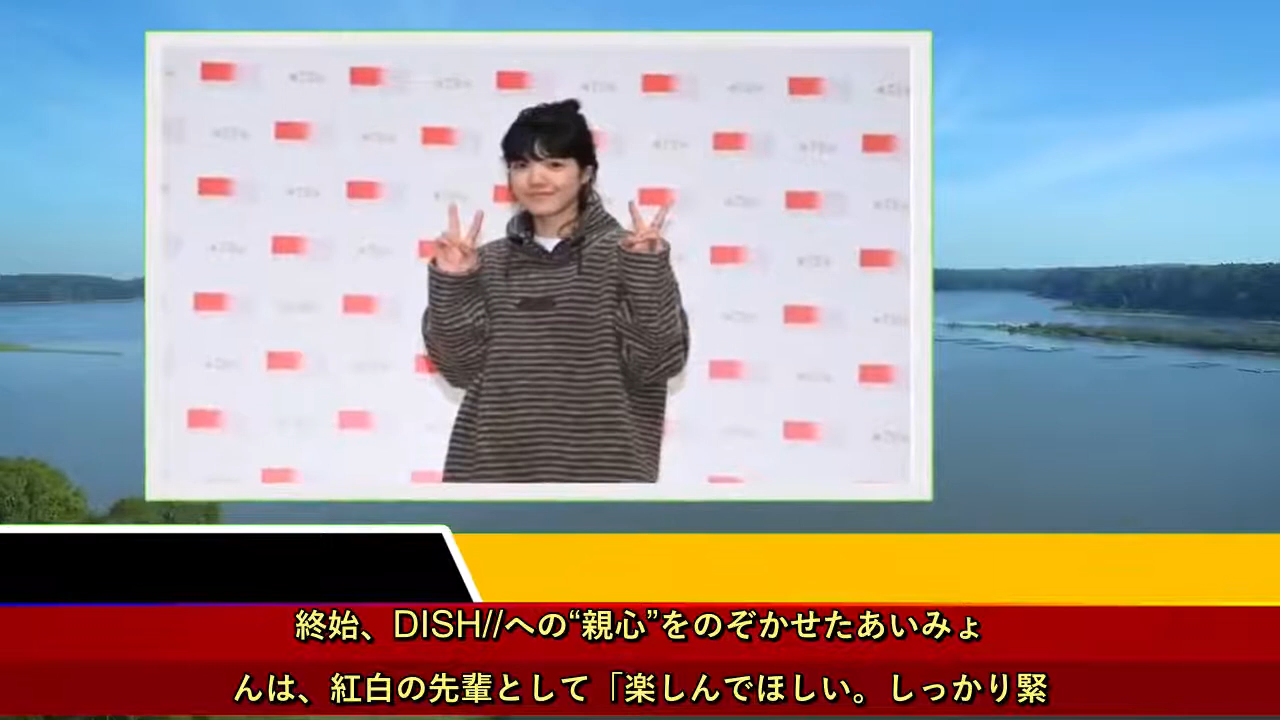 終始、DISH//への“親心”をのぞかせたあいみょ
んは、紅白の先輩として「楽しんでほしい。しっかり緊